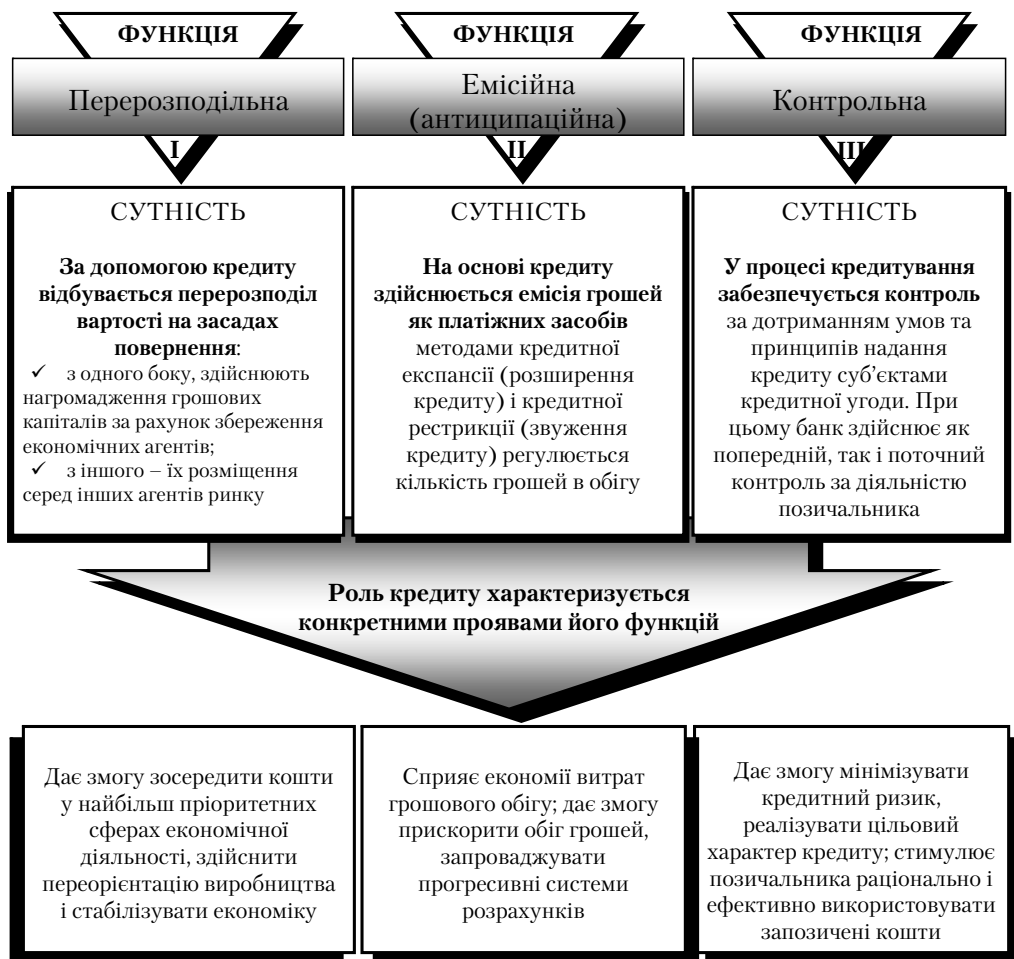 ФУНКЦІЯ
Перерозподільна
I
СУТНІСТЬ
За допомогою кредиту
відбувається перерозподіл
вартості на засадах
повернення:
✓ з одного боку, здійснюють
нагромадження грошових
капіталів за рахунок збереження
економічних агентів;
✓ з іншого – їх розміщення
серед інших агентів ринку
ФУНКЦІЯ
Емісійна
(антиципаційна)
II
СУТНІСТЬ
На основі кредиту
здійснюється емісія грошей
як платіжних засобів
методами кредитної
експансії (розширення
кредиту) і кредитної
рестрикції (звуження
кредиту) регулюється
кількість грошей в обігу
ФУНКЦІЯ
Контрольна
III
СУТНІСТЬ
У процесі кредитування
забезпечується контроль
за дотриманням умов та
принципів надання
кредиту суб’єктами
кредитної угоди. При
цьому банк здійснює як
попередній, так і поточний
контроль за діяльністю
позичальника
Роль кредиту характеризується
конкретними проявами його функцій
Дає змогу зосередити кошти
у найбільш пріоритетних
сферах економічної
діяльності, здійснити
переорієнтацію виробництва
і стабілізувати економіку
Сприяє економії витрат
грошового обігу; дає змогу
прискорити обіг грошей,
запроваджувати
прогресивні системи
розрахунків
Дає змогу мінімізувати
кредитний ризик,
реалізувати цільовий
характер кредиту; стимулює
позичальника раціонально і
ефективно використовувати
запозичені кошти